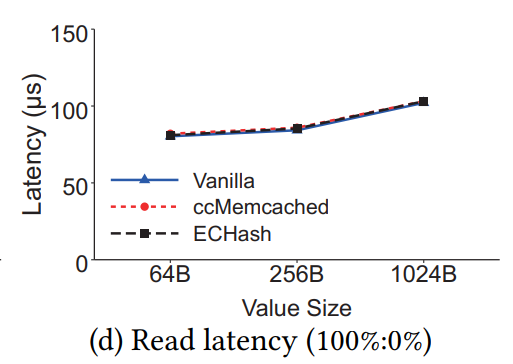 150
100
50
0
Latency (μs)
Vanilla
ccMemcached
ECHash
64B 256B 1024B
Value Size
(d) Read latency (100%:0%)